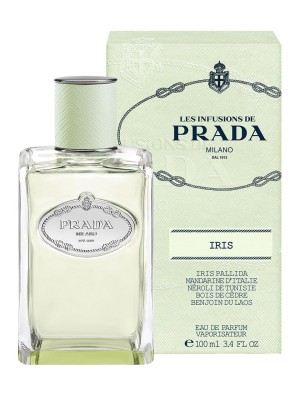 LES INFUSIONS DE
PRADA
MILANO
DAL 1913
IRIS
IRIS PALLIDA
MANDARINE D'ITALIE
NÉROLI DE TUNISIE
BOIS DE CÈDRE
BENJOIN DU LAOS
EAU DE PARFUM
VAPORISATEUR
e 100 ml 3.4 FL OZ
PRADA
MILANO